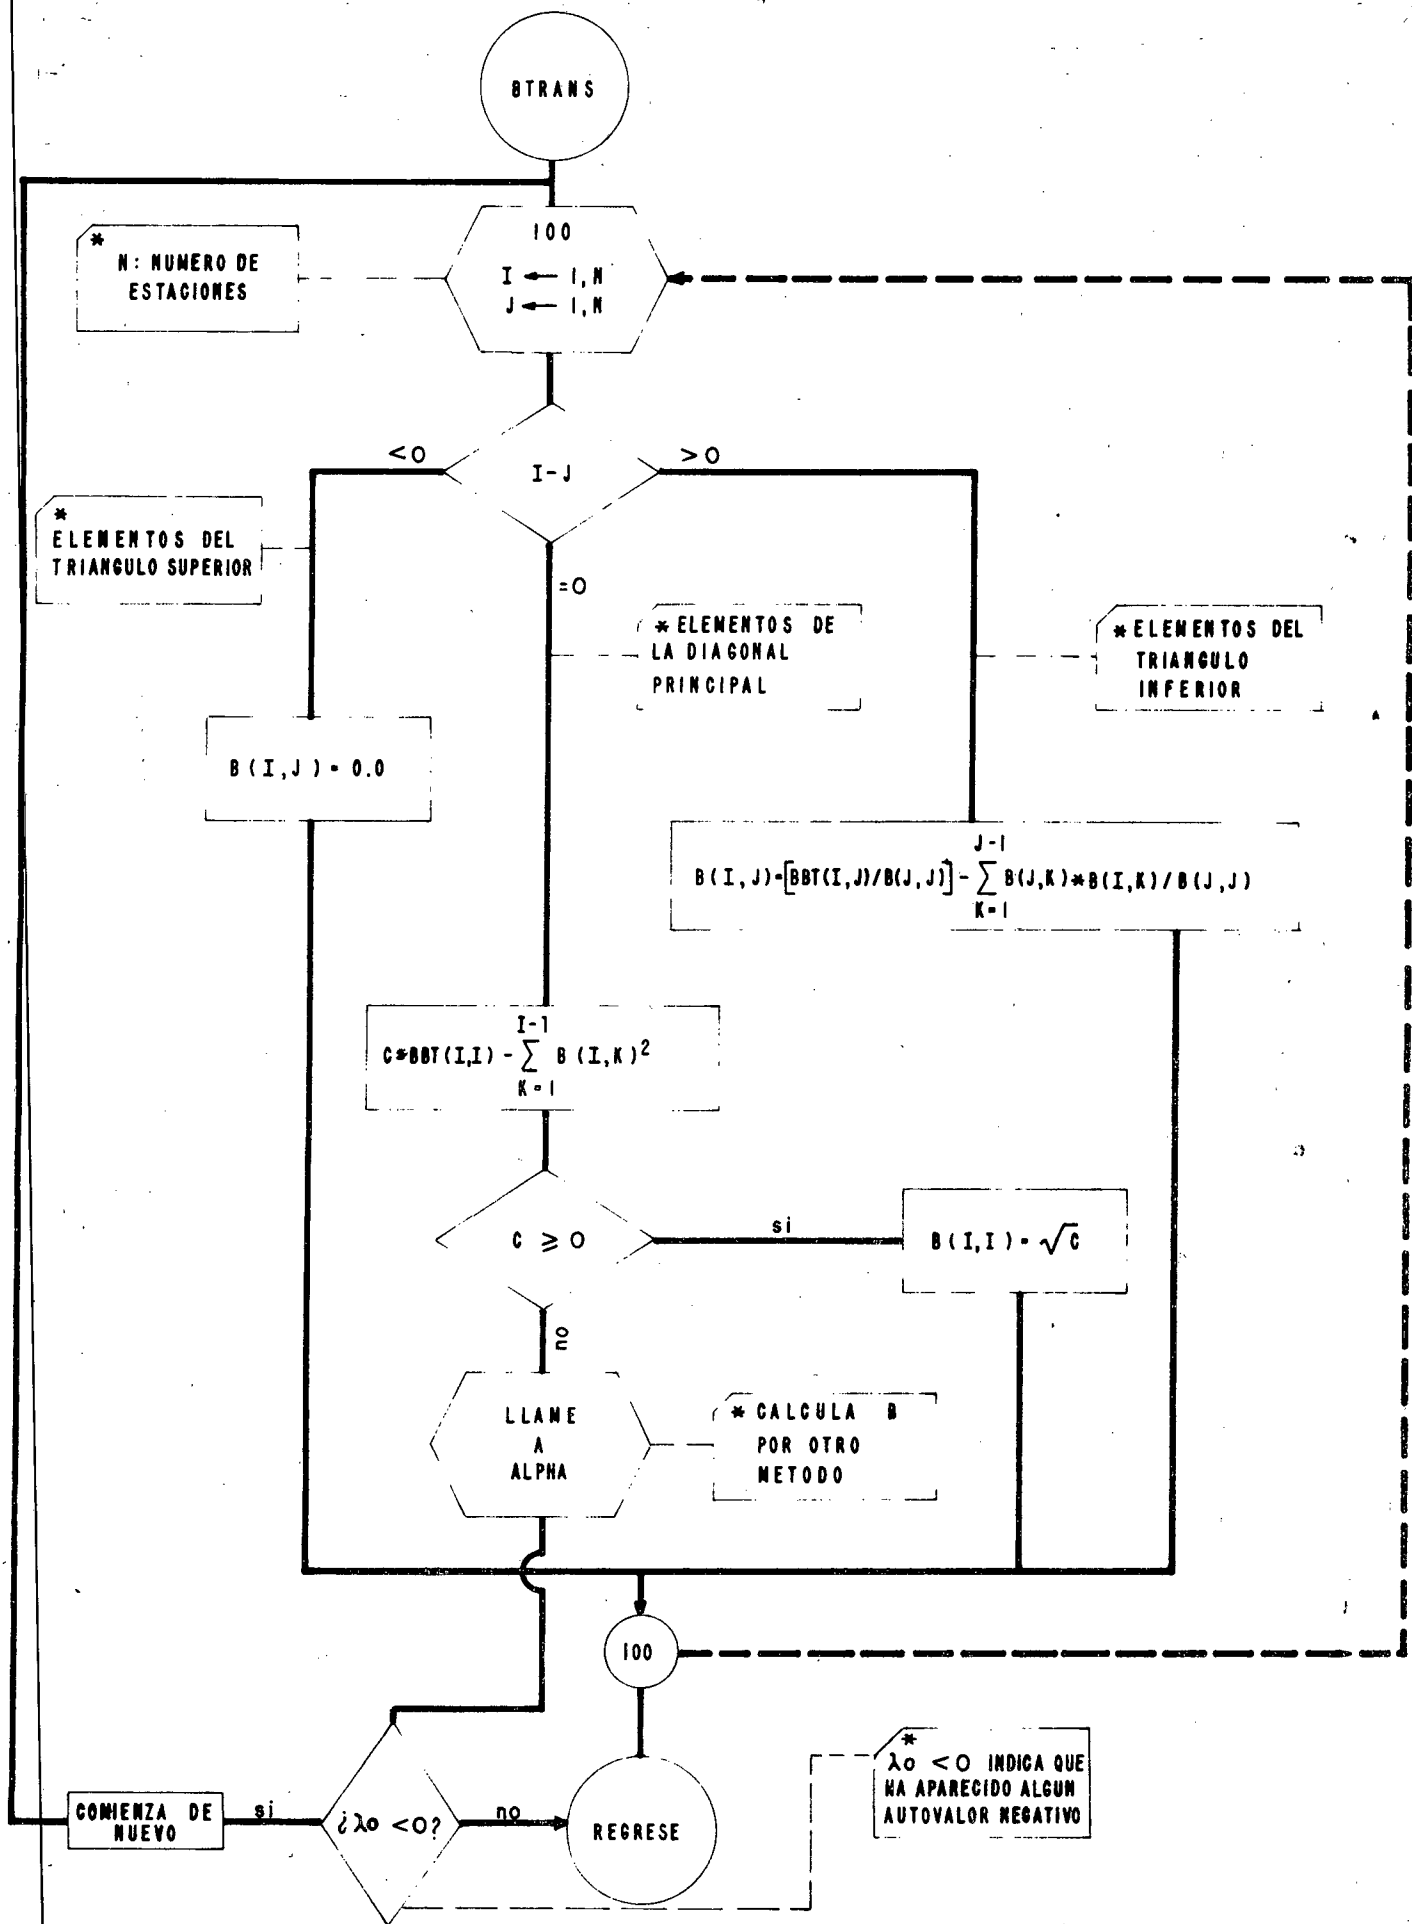 BTRANS
100
I ← 1,N
J ← 1,N
*
N: NUMERO DE
ESTACIONES
I-J
<0
>0
=0
*
ELEMENTOS DEL
TRIANGULO SUPERIOR
* ELEMENTOS DE
LA DIAGONAL
PRINCIPAL
* ELEMENTOS DEL
TRIANGULO
INFERIOR
B(I,J)=0.0
J-1
B(I,J)=[BBT(I,J)/B(J,J)]-∑ B(J,K)*B(I,K)/B(J,J)
K=1
I-1
C=BBT(I,I)-∑ B(I,K)²
K=1
C ≥ 0
si
B(I,I)=√C
no
LLAME
A
ALPHA
* CALCULA B
POR OTRO
METODO
100
COMIENZA DE
NUEVO
si
¿λo <0?
no
REGRESE
*
λo <0 INDICA QUE
HA APARECIDO ALGUN
AUTOVALOR NEGATIVO